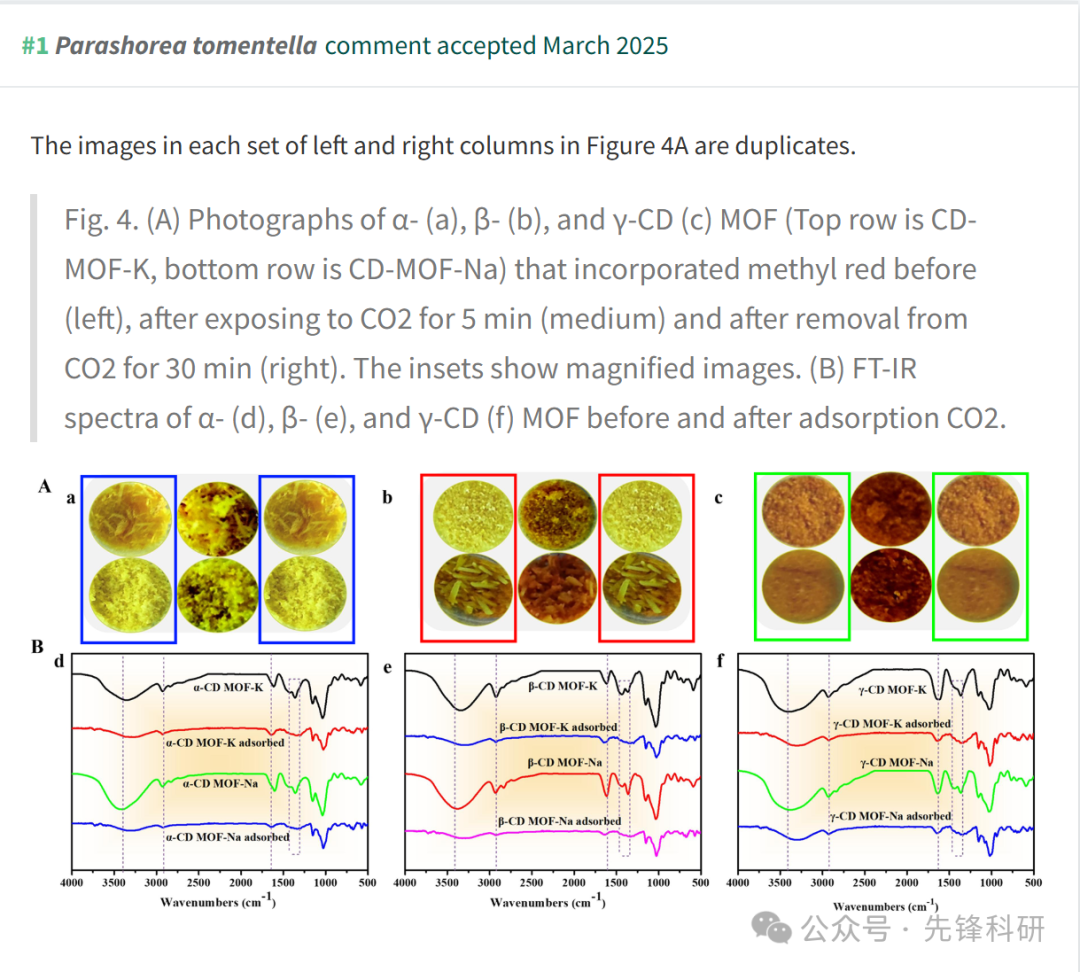 #1 Parashorea tomentella comment accepted March 2025
The images in each set of left and right columns in Figure 4A are duplicates.
Fig. 4. (A) Photographs of α- (a), β- (b), and γ-CD (c) MOF (Top row is CD-
MOF-K, bottom row is CD-MOF-Na) that incorporated methyl red before
(left), after exposing to CO2 for 5 min (medium) and after removal from
CO2 for 30 min (right). The insets show magnified images. (B) FT-IR
spectra of α- (d), β- (e), and γ-CD (f) MOF before and after adsorption CO2.
A
a
b
c
B
d
α-CD MOF-K
α-CD MOF-K adsorbed
α-CD MOF-Na
α-CD MOF-Na adsorbed
4000 3500 3000 2500 2000 1500 1000 500
Wavenumbers (cm-1)
e
β-CD MOF-K
β-CD MOF-K adsorbed
β-CD MOF-Na
β-CD MOF-Na adsorbed
4000 3500 3000 2500 2000 1500 1000 500
Wavenumbers (cm-1)
f
γ-CD MOF-K
γ-CD MOF-K adsorbed
γ-CD MOF-Na
γ-CD MOF-Na adsorbed
4000 3500 3000 2500 2000 1500 1000 500
Wavenumbers (cm-1)
公众号 · 先锋科研